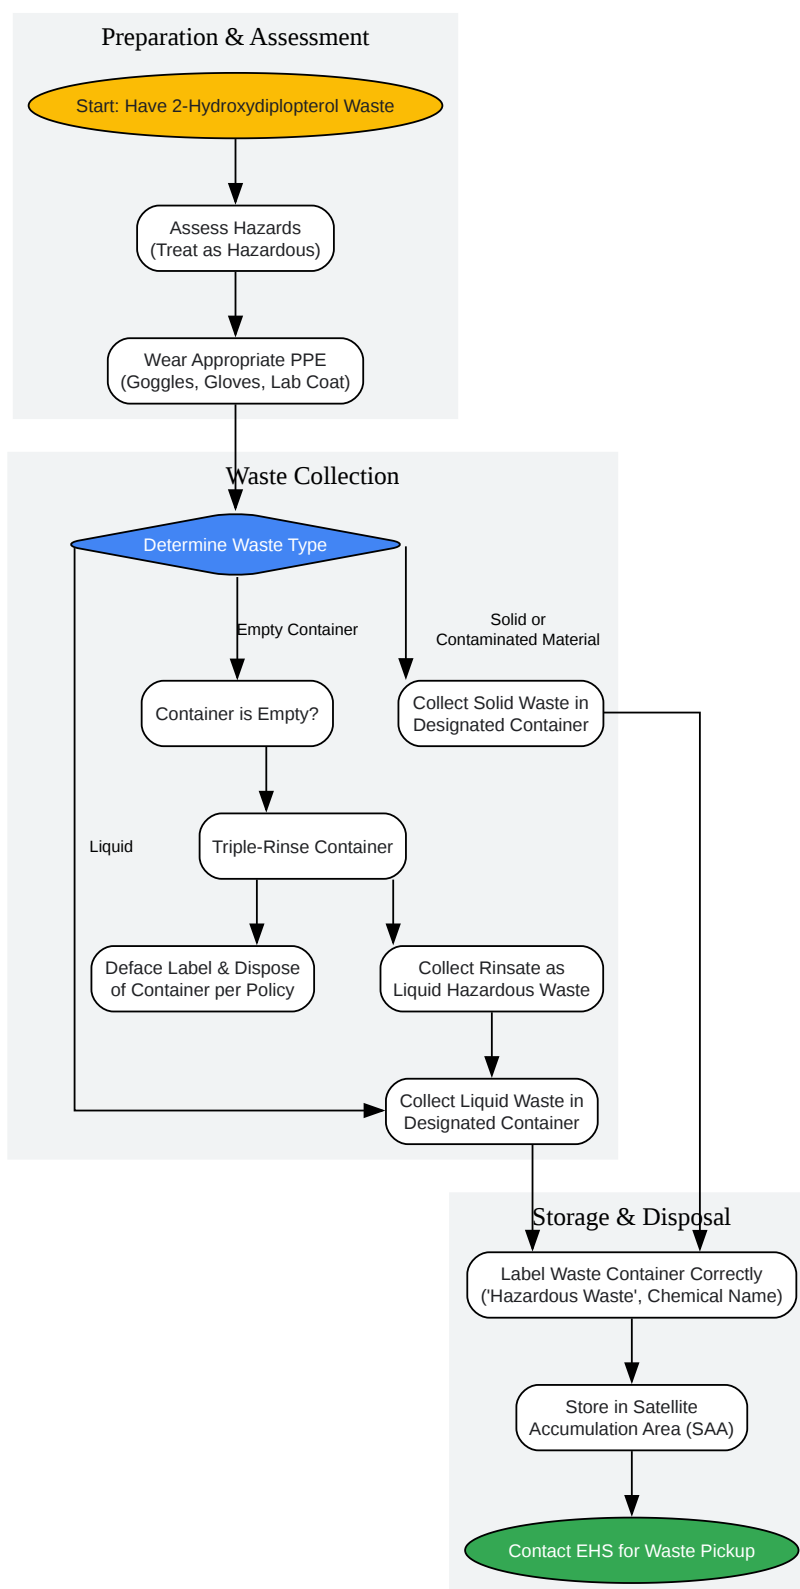 Preparation & Assessment
Start: Have 2-Hydroxydiplopterol Waste
Assess Hazards
(Treat as Hazardous)
Wear Appropriate PPE
(Goggles, Gloves, Lab Coat)
Waste Collection
Determine Waste Type
Empty Container
Solid or
Contaminated Material
Container is Empty?
Collect Solid Waste in
Designated Container
Liquid
Triple-Rinse Container
Deface Label & Dispose
of Container per Policy
Collect Rinsate as
Liquid Hazardous Waste
Collect Liquid Waste in
Designated Container
Storage & Disposal
Label Waste Container Correctly
('Hazardous Waste', Chemical Name)
Store in Satellite
Accumulation Area (SAA)
Contact EHS for Waste Pickup